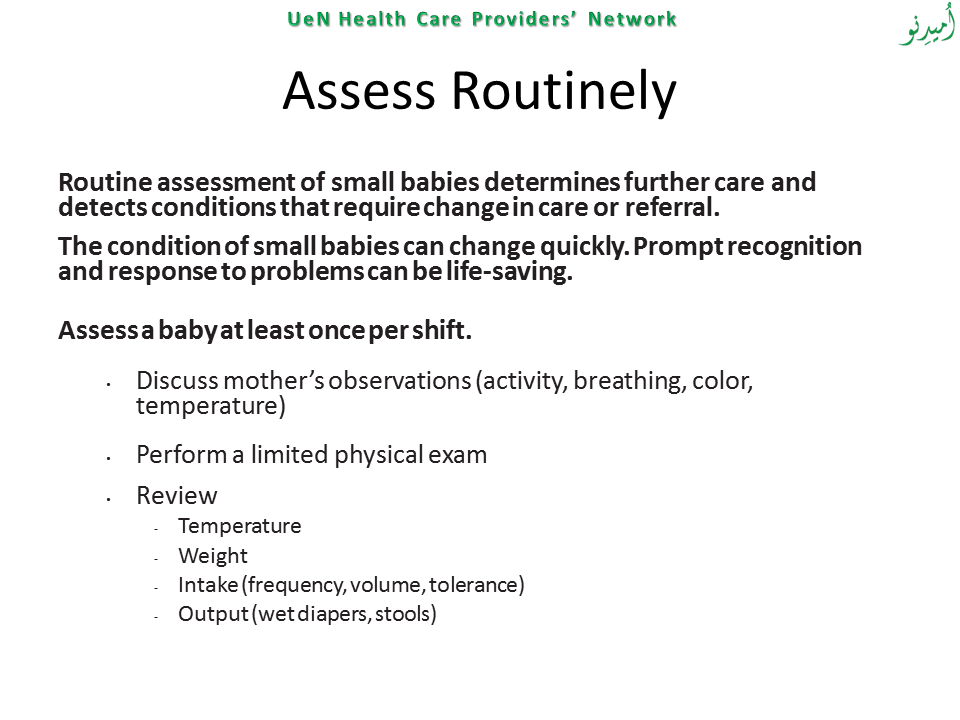 UeN Health Care Providers’ Network
اُمیدِنو
Assess Routinely
Routine assessment of small babies determines further care and
detects conditions that require change in care or referral.
The condition of small babies can change quickly. Prompt recognition
and response to problems can be life-saving.
Assess a baby at least once per shift.
• Discuss mother’s observations (activity, breathing, color,
temperature)
• Perform a limited physical exam
• Review
- Temperature
- Weight
- Intake (frequency, volume, tolerance)
- Output (wet diapers, stools)